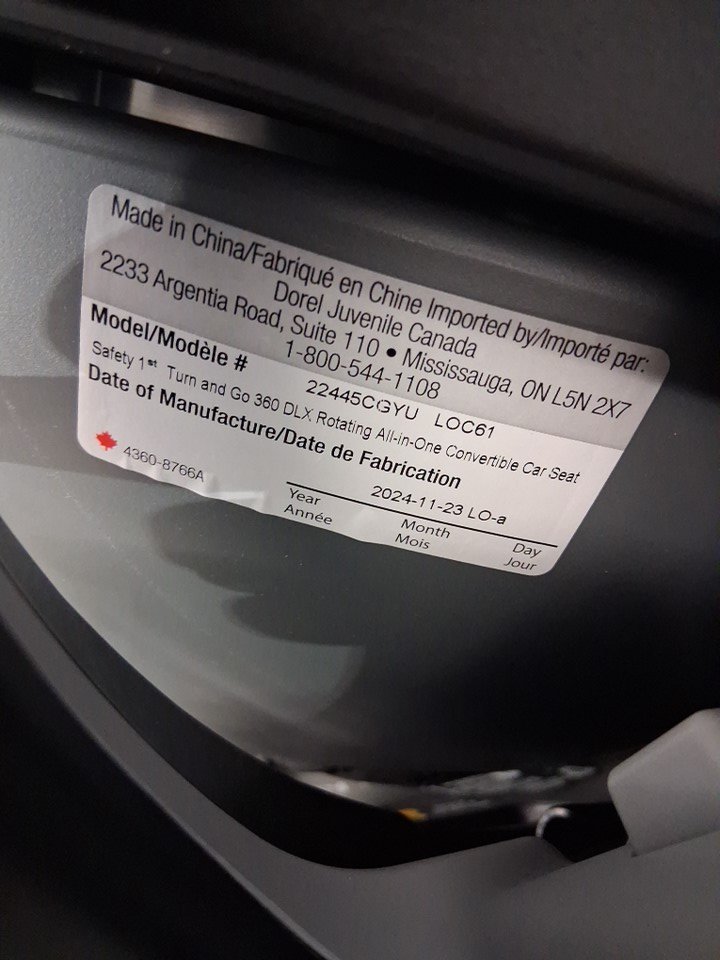 Made in China/Fabriqué en Chine Imported by/Importé par:
Dorel Juvenile Canada
2233 Argentia Road, Suite 110 • Mississauga, ON L5N 2X7
1-800-544-1108
Model/Modèle # 22445CGYU LOC61
Safety 1st Turn and Go 360 DLX Rotating All-in-One Convertible Car Seat
Date of Manufacture/Date de Fabrication
2024-11-23 LO-a
4360-8766A
Year Month Day
Année Mois Jour